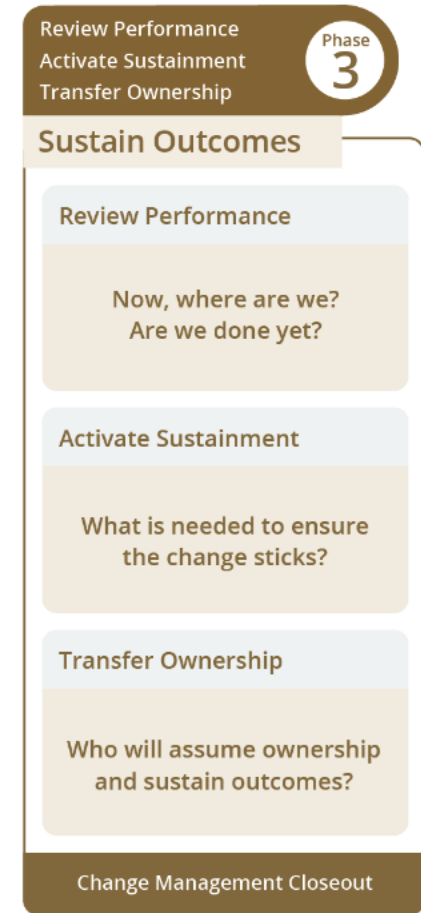 Review Performance
Activate Sustainment
Transfer Ownership
Phase
3
Sustain Outcomes
Review Performance
Now, where are we?
Are we done yet?
Activate Sustainment
What is needed to ensure
the change sticks?
Transfer Ownership
Who will assume ownership
and sustain outcomes?
Change Management Closeout